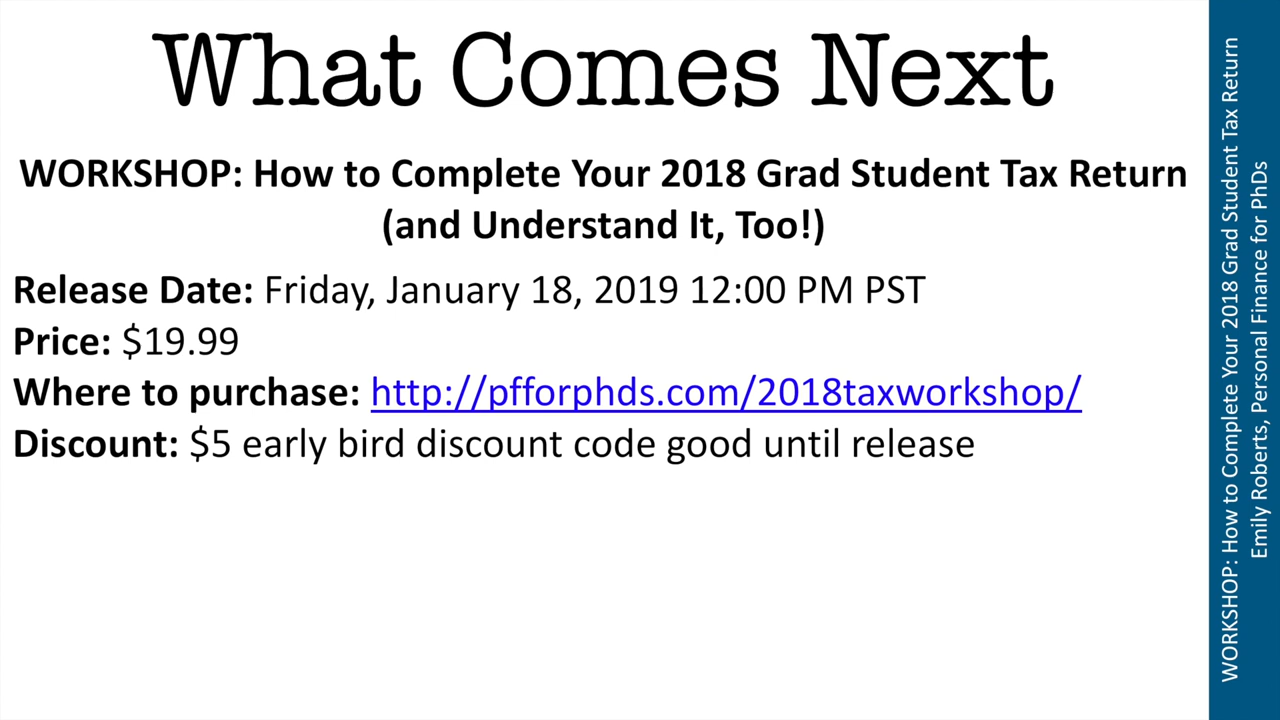 What Comes Next
WORKSHOP: How to Complete Your 2018 Grad Student Tax Return
(and Understand It, Too!)
Release Date: Friday, January 18, 2019 12:00 PM PST
Price: $19.99
Where to purchase: http://pfforphds.com/2018taxworkshop/
Discount: $5 early bird discount code good until release
WORKSHOP: How to Complete Your 2018 Grad Student Tax Return
Emily Roberts, Personal Finance for PhDs